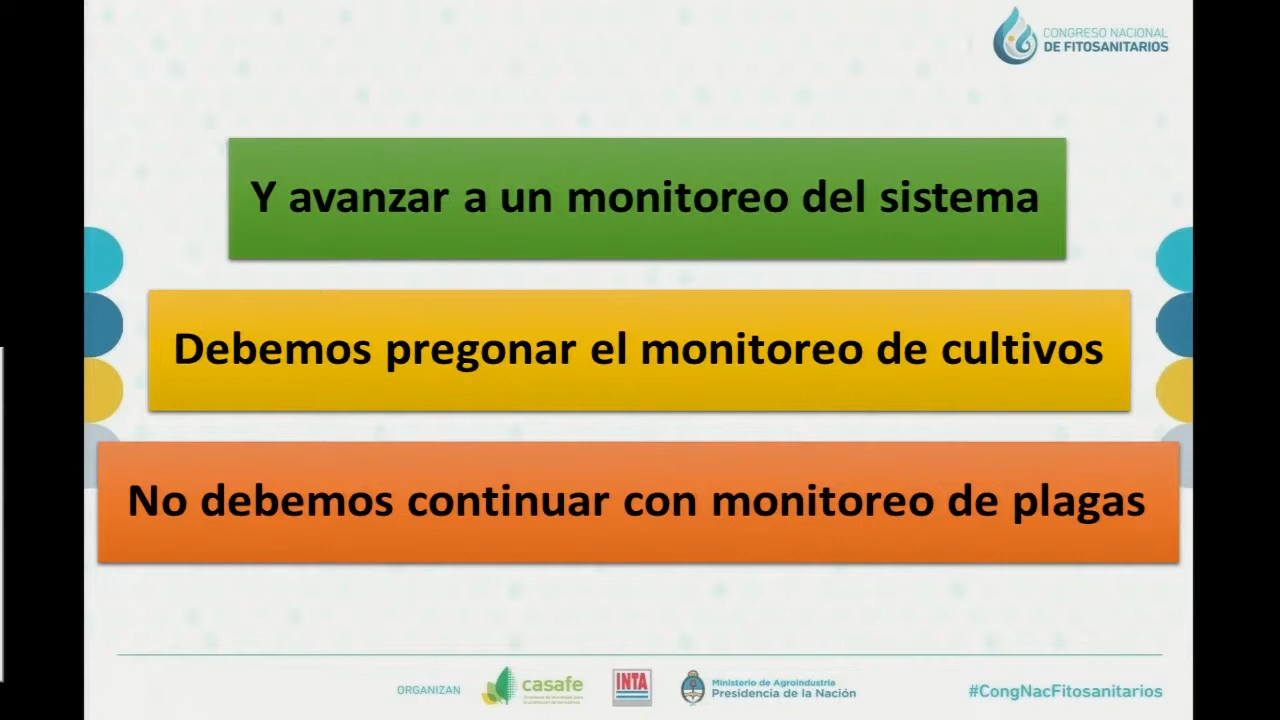 CONGRESO NACIONAL
DE FITOSANITARIOS
Y avanzar a un monitoreo del sistema
Debemos pregonar el monitoreo de cultivos
No debemos continuar con monitoreo de plagas
ORGANIZAN
casafe
INTA
Ministerio de Agroindustria
Presidencia de la Nación
#CongNacFitosanitarios